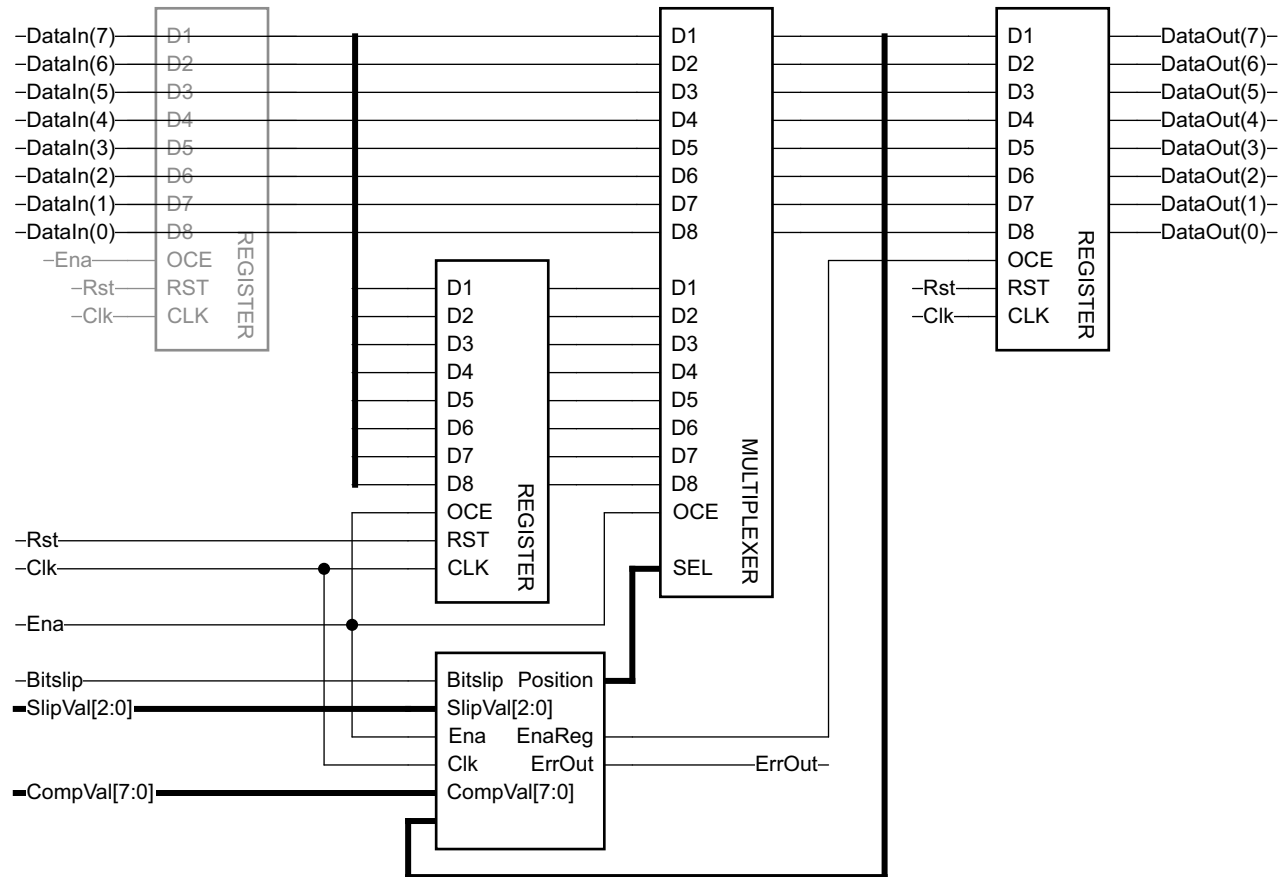 DataIn(7) D1 D1 D1 DataOut(7)
DataIn(6) D2 D2 D2 DataOut(6)
DataIn(5) D3 D3 D3 DataOut(5)
DataIn(4) D4 D4 D4 DataOut(4)
DataIn(3) D5 D5 D5 DataOut(3)
DataIn(2) D6 D6 D6 DataOut(2)
DataIn(1) D7 D7 D7 DataOut(1)
DataIn(0) D8 D8 D8 DataOut(0)
Ena OCE OCE
Rst RST D1 D1 Rst RST
Clk CLK D2 D2 Clk CLK
REGISTER
REGISTER
D3 D3
D4 D4
D5 D5
D6 D6
D7 D7
D8 D8
OCE OCE
Rst RST
Clk CLK SEL
REGISTER
MULTIPLEXER
Ena
Bitslip Bitslip Position
SlipVal[2:0] SlipVal[2:0]
Ena EnaReg
Clk ErrOut ErrOut
CompVal[7:0] CompVal[7:0]